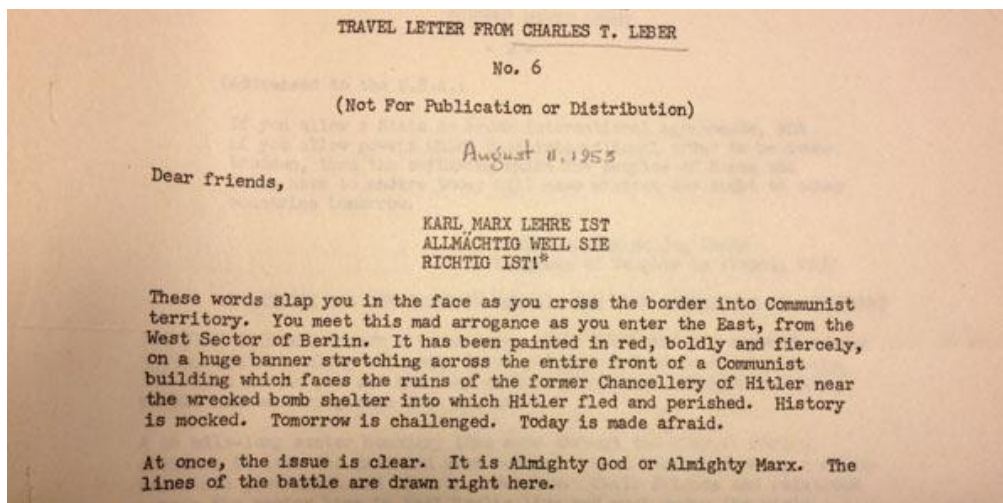 TRAVEL LETTER FROM CHARLES T. LEBER
No. 6
(Not For Publication or Distribution)
August 11, 1953
Dear friends,
KARL MARX LEHRE IST
ALLMÄCHTIG WEIL SIE
RICHTIG IST!*
These words slap you in the face as you cross the border into Communist
territory. You meet this mad arrogance as you enter the East, from the
West Sector of Berlin. It has been painted in red, boldly and fiercely,
on a huge banner stretching across the entire front of a Communist
building which faces the ruins of the former Chancellery of Hitler near
the wrecked bomb shelter into which Hitler fled and perished. History
is mocked. Tomorrow is challenged. Today is made afraid.
At once, the issue is clear. It is Almighty God or Almighty Marx. The
lines of the battle are drawn right here.